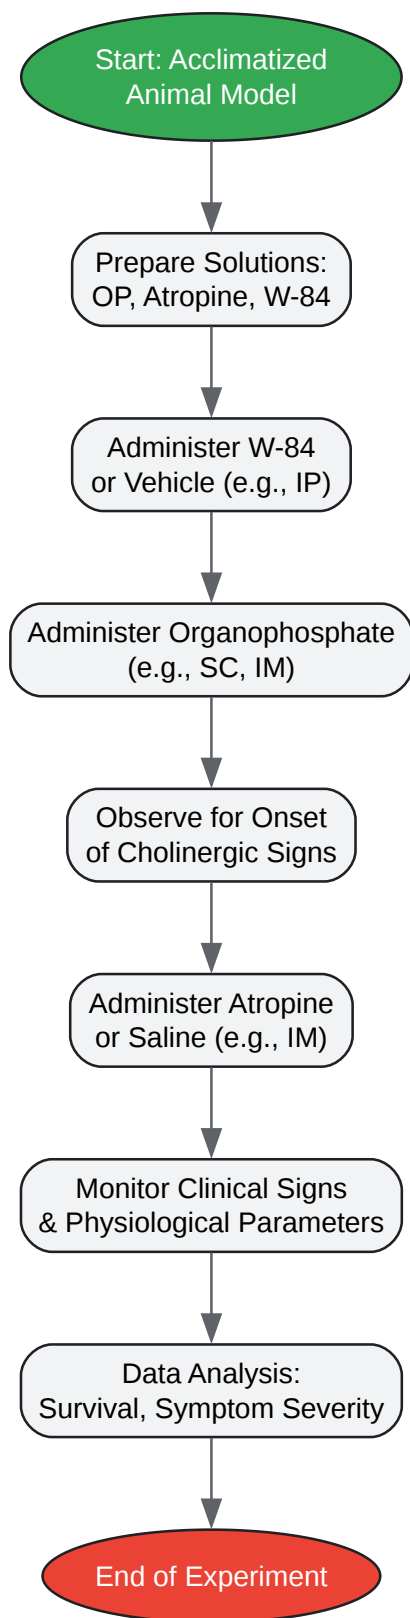 Start: Acclimatized
Animal Model
Prepare Solutions:
OP, Atropine, W-84
Administer W-84
or Vehicle (e.g., IP)
Administer Organophosphate
(e.g., SC, IM)
Observe for Onset
of Cholinergic Signs
Administer Atropine
or Saline (e.g., IM)
Monitor Clinical Signs
& Physiological Parameters
Data Analysis:
Survival, Symptom Severity
End of Experiment